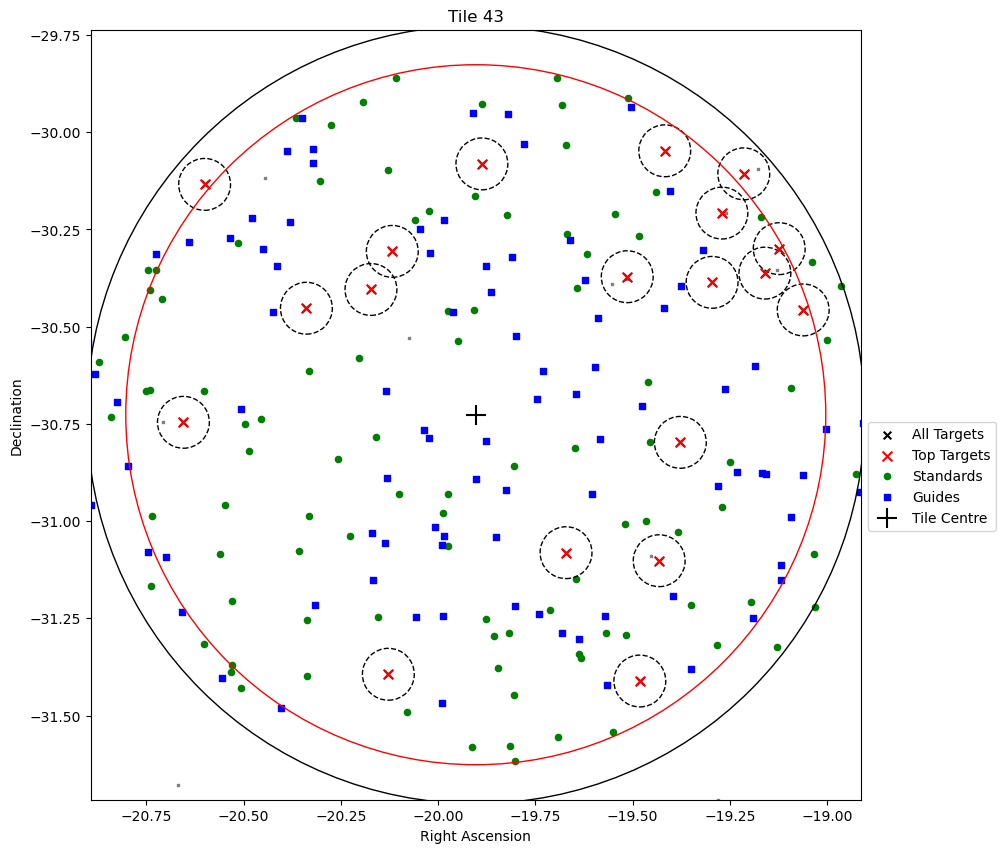 Tile 43
−29.75
−30.00
−30.25
−30.50
−30.75
−31.00
−31.25
−31.50
Declination
−20.75
−20.50
−20.25
−20.00
−19.75
−19.50
−19.25
−19.00
Right Ascension
All Targets
Top Targets
Standards
Guides
Tile Centre